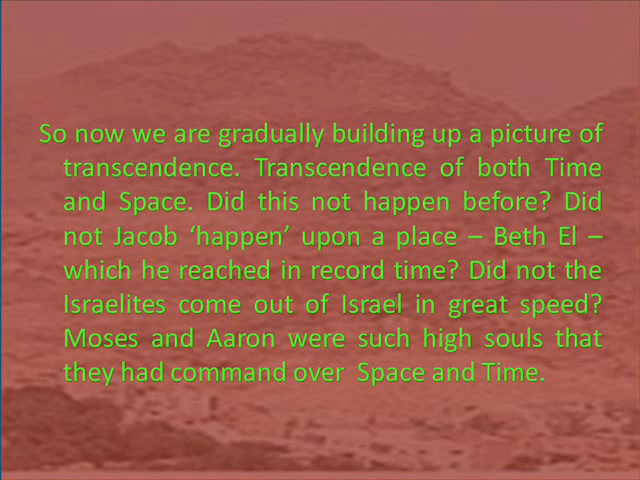 So now we are gradually building up a picture of
transcendence. Transcendence of both Time
and Space. Did this not happen before? Did
not Jacob ‘happen’ upon a place – Beth El –
which he reached in record time? Did not the
Israelites come out of Israel in great speed?
Moses and Aaron were such high souls that
they had command over  Space and Time.